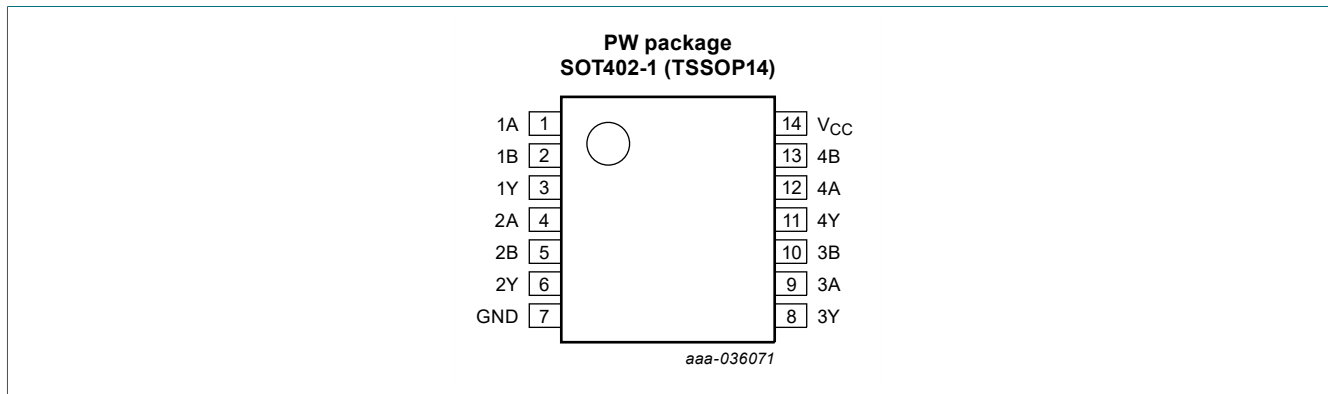 PW package
SOT402-1 (TSSOP14)
1A 1 14 VCC
1B 2 13 4B
1Y 3 12 4A
2A 4 11 4Y
2B 5 10 3B
2Y 6 9 3A
GND 7 8 3Y
aaa-036071